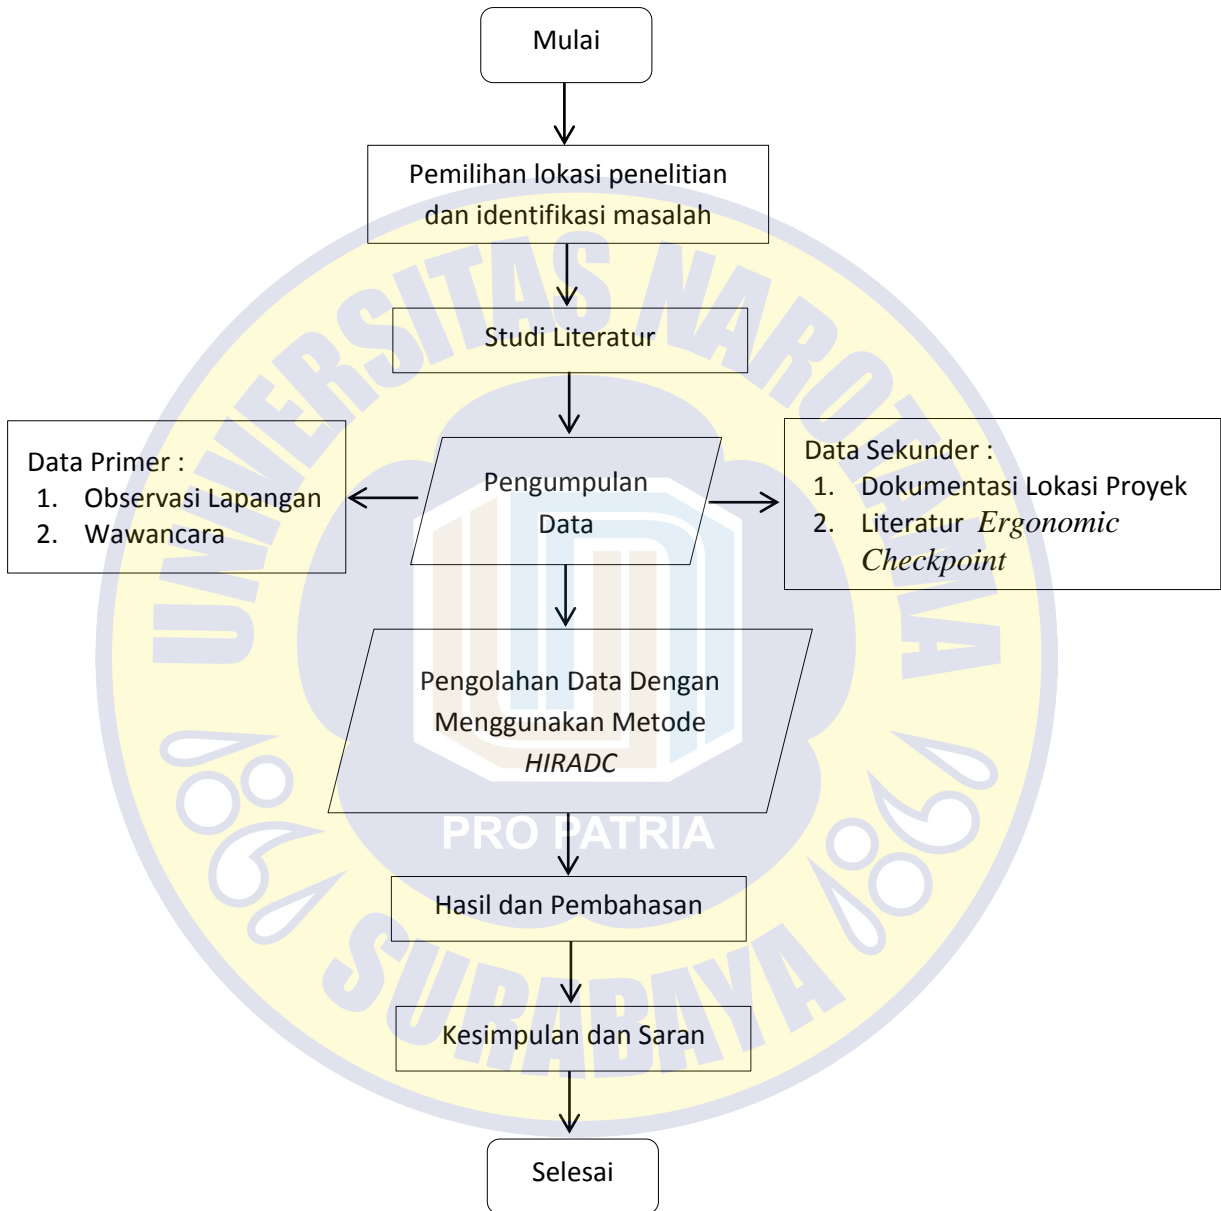 Mulai
Pemilihan lokasi penelitian
dan identifikasi masalah
UNIVERSITAS NAROTAMA
Studi Literatur
Data Primer :
1. Observasi Lapangan
2. Wawancara
Pengumpulan
Data
Data Sekunder :
1. Dokumentasi Lokasi Proyek
2. Literatur Ergonomic
Checkpoint
Pengolahan Data Dengan
Menggunakan Metode
HIRADC
PRO PATRIA
Hasil dan Pembahasan
SURABAYA
Kesimpulan dan Saran
Selesai